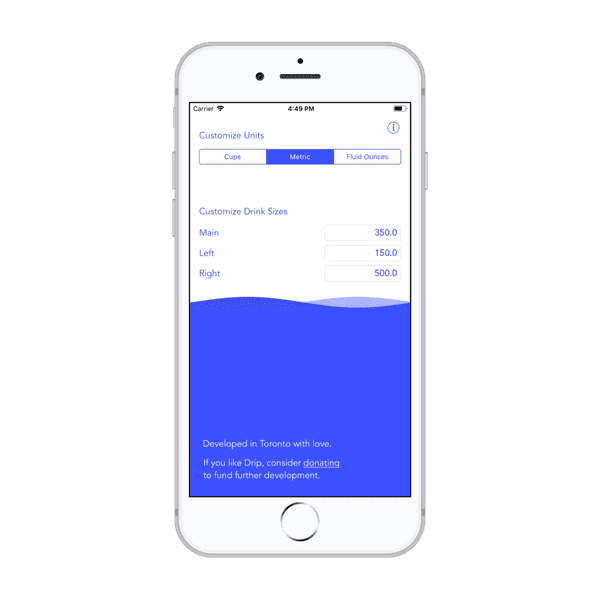 Carrier 4:49 PM
Customize Units
Cups Metric Fluid Ounces
Customize Drink Sizes
Main 350.0
Left 150.0
Right 500.0
Developed in Toronto with love.
If you like Drip, consider donating
to fund further development.